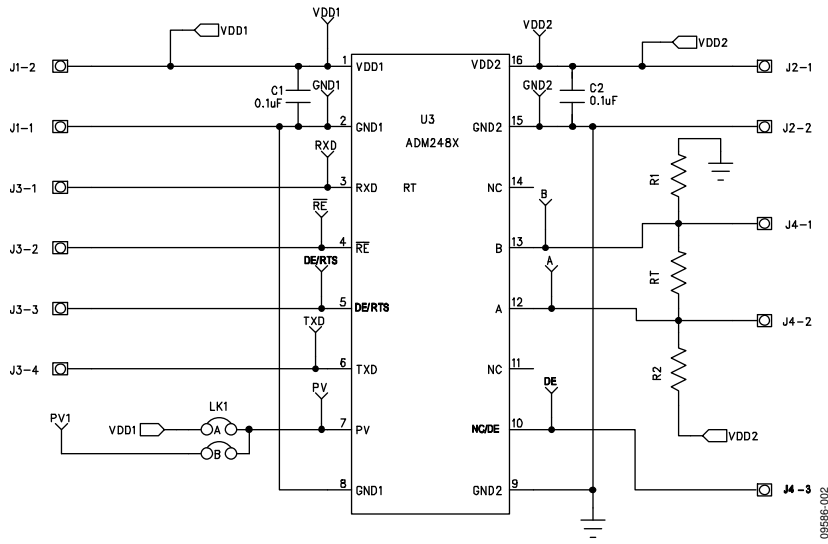 VDD1
VDD1
VDD2
VDD2
J1-2
1
VDD1
VDD2
16
J2-1
C1
0.1uF
GND1
GND2
C2
0.1uF
U3
ADM248X
J1-1
2
GND1
GND2
15
J2-2
RXD
R1
J3-1
3
RXD
RT
NC
14
RE
B
J4-1
J3-2
4
RE
B
13
DE/RTS
A
RT
J3-3
5
DE/RTS
A
12
TXD
J4-2
J3-4
6
TXD
NC
11
R2
PV
DE
LK1
PV1
VDD1
A
7
PV
NC/DE
10
VDD2
B
8
GND1
GND2
9
J4-3
09586-002